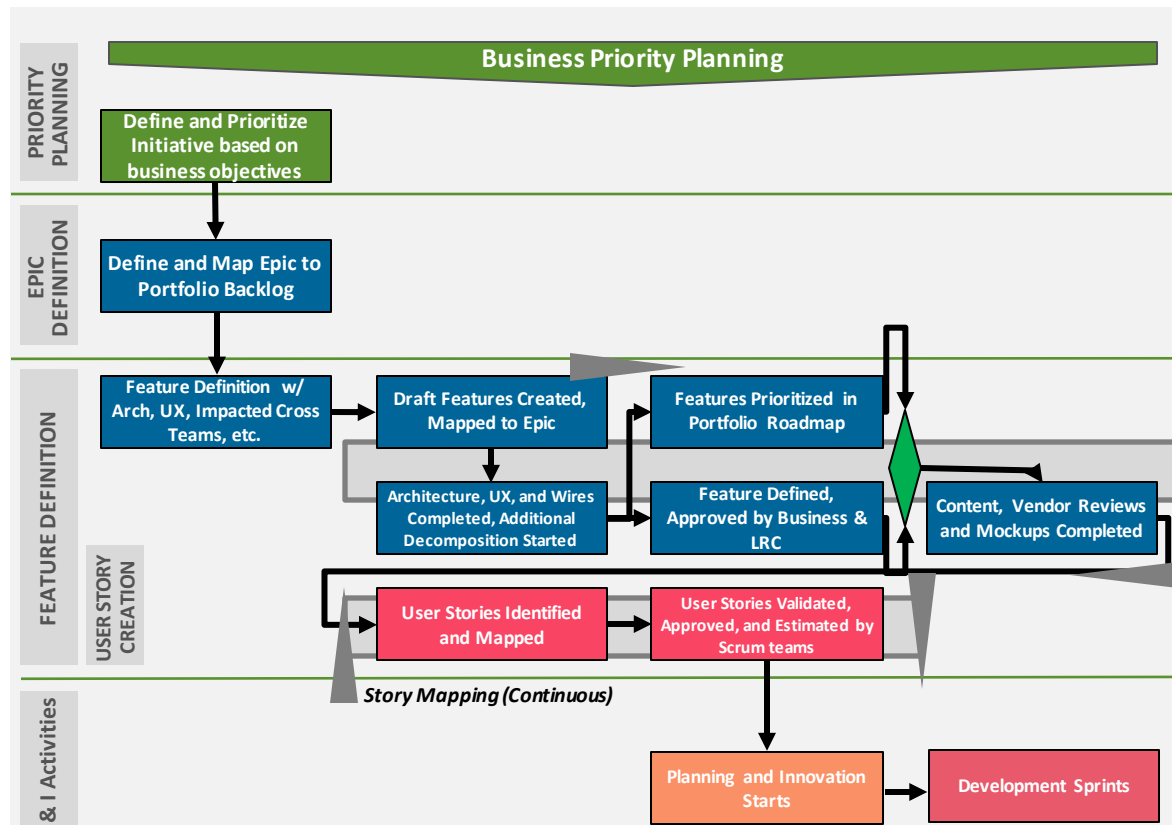 Business Priority Planning
PRIORITY
PLANNING
Define and Prioritize
Initiative based on
business objectives
EPIC
DEFINITION
Define and Map Epic to
Portfolio Backlog
FEATURE DEFINITION
Feature Definition w/
Arch, UX, Impacted Cross
Teams, etc.
Draft Features Created,
Mapped to Epic
Features Prioritized in
Portfolio Roadmap
Architecture, UX, and Wires
Completed, Additional
Decomposition Started
Feature Defined,
Approved by Business &
LRC
Content, Vendor Reviews
and Mockups Completed
USER STORY
CREATION
User Stories Identified
and Mapped
User Stories Validated,
Approved, and Estimated by
Scrum teams
Story Mapping (Continuous)
& I Activities
Planning and Innovation
Starts
Development Sprints